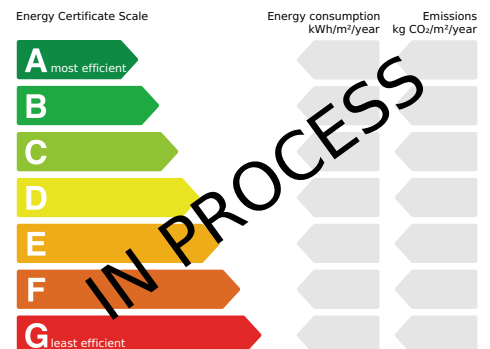 Energy Certificate Scale
Energy consumption
kWh/m²/year
Emissions
kg CO₂/m²/year
A most efficient
B
C
D
E
F
G least efficient
IN PROCESS